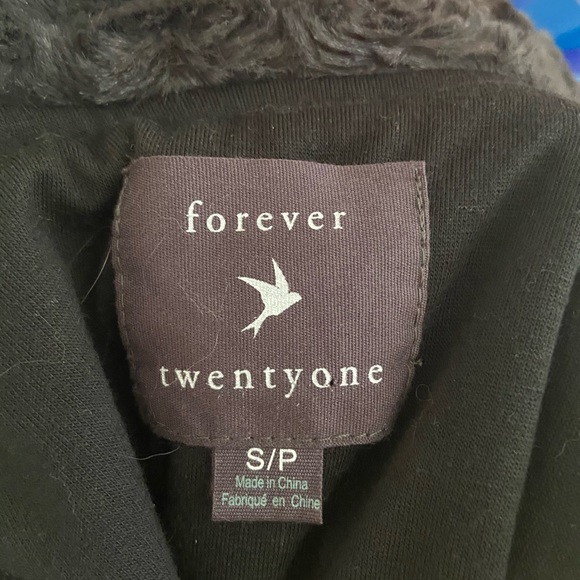 forever
twentyone
S/P
Made in China
Fabriqué en Chine